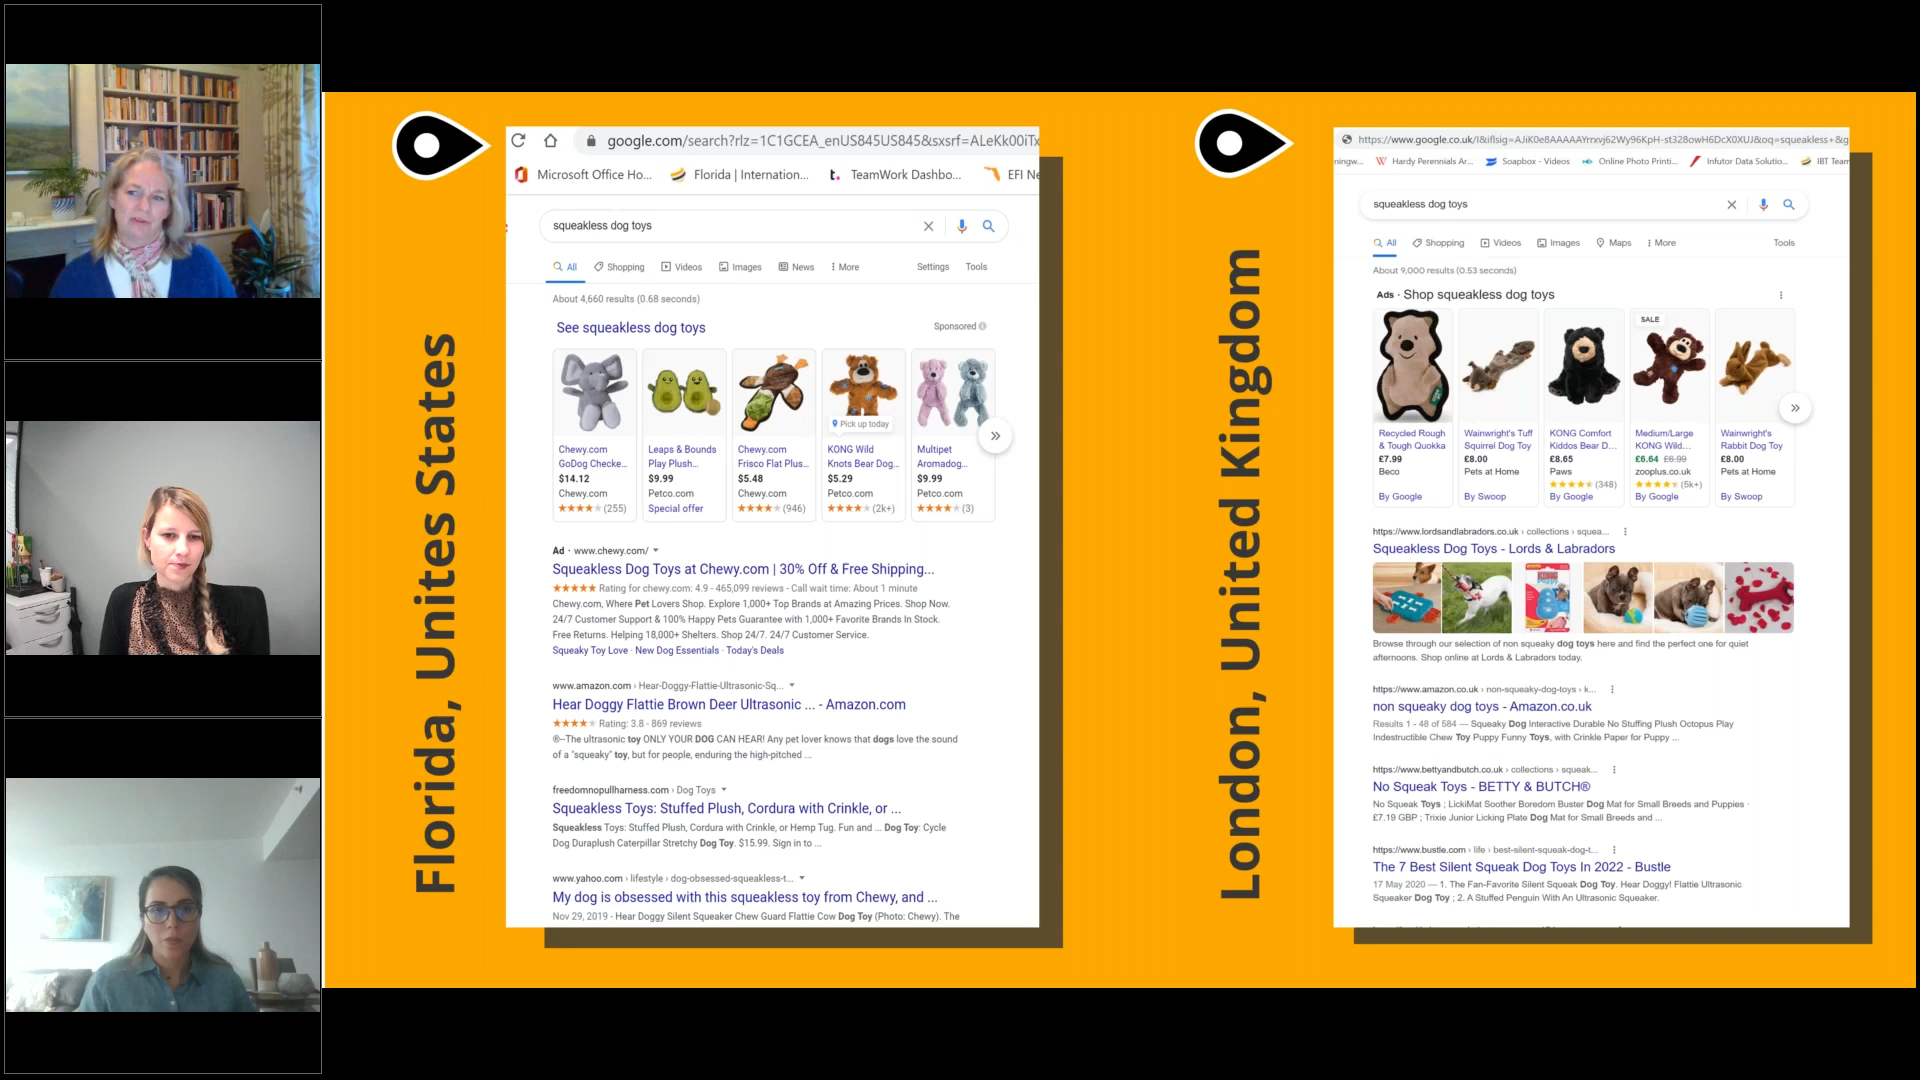 Florida, Unites States
google.com/search?rlz=1C1GCEA_enUS845US845&sxsrf=ALeKk00iTx
Microsoft Office Ho... Florida | Internation... t. TeamWork Dashbo... EFI Ne
squeakless dog toys
All Shopping Videos Images News More Settings Tools
About 4,660 results (0.68 seconds)
See squeakless dog toys Sponsored
Pick up today
Chewy.com Leaps & Bounds Chewy.com KONG Wild Multipet
GoDog Checke... Play Plush... Frisco Flat Plus... Knots Bear Dog... Aromadog...
$14.12 $9.99 $5.48 $5.29 $9.99
Chewy.com Petco.com Chewy.com Petco.com Petco.com
(255) Special offer (946) (2k+) (3)
Ad · www.chewy.com/
Squeakless Dog Toys at Chewy.com | 30% Off & Free Shipping...
Rating for chewy.com: 4.9 - 465,099 reviews - Call wait time: About 1 minute
Chewy.com, Where Pet Lovers Shop. Explore 1,000+ Top Brands at Amazing Prices. Shop Now.
24/7 Customer Support & 100% Happy Pets Guarantee with 1,000+ Favorite Brands In Stock.
Free Returns. Helping 18,000+ Shelters. Shop 24/7. 24/7 Customer Service.
Squeaky Toy Love · New Dog Essentials · Today's Deals
www.amazon.com › Hear-Doggy-Flattie-Ultrasonic-Sq...
Hear Doggy Flattie Brown Deer Ultrasonic ... - Amazon.com
Rating: 3.8 - 869 reviews
®--The ultrasonic toy ONLY YOUR DOG CAN HEAR! Any pet lover knows that dogs love the sound
of a "squeaky" toy, but for people, enduring the high-pitched ...
freedomnopullharness.com › Dog Toys
Squeakless Toys: Stuffed Plush, Cordura with Crinkle, or ...
Squeakless Toys: Stuffed Plush, Cordura with Crinkle, or Hemp Tug. Fun and ... Dog Toy: Cycle
Dog Duraplush Caterpillar Stretchy Dog Toy. $15.99. Sign in to ...
www.yahoo.com › lifestyle › dog-obsessed-squeakless-t...
My dog is obsessed with this squeakless toy from Chewy, and ...
Nov 29, 2019 - Hear Doggy Silent Squeaker Chew Guard Flattie Cow Dog Toy (Photo: Chewy). The
London, United Kingdom
ningw... Hardy Perennials Ar... Soapbox - Videos Online Photo Printi... Infutor Data Solutio... IBT Team
squeakless dog toys
All Shopping Videos Images Maps More Tools
About 9,000 results (0.53 seconds)
Ads · Shop squeakless dog toys
SALE
Recycled Rough Wainwright's Tuff KONG Comfort Medium/Large Wainwright's
& Tough Quokka Squirrel Dog Toy Kiddos Bear D... KONG Wild... Rabbit Dog Toy
£7.99 £8.00 £8.65 £6.64 £6.99 £8.00
Beco Pets at Home Paws zooplus.co.uk Pets at Home
(348) (5k+)
By Google By Swoop By Google By Google By Swoop
https://www.lordsandlabradors.co.uk › collections › squea...
Squeakless Dog Toys - Lords & Labradors
Browse through our selection of non squeaky dog toys here and find the perfect one for quiet
afternoons. Shop online at Lords & Labradors today.
https://www.amazon.co.uk › non-squeaky-dog-toys › k...
non squeaky dog toys - Amazon.co.uk
Results 1 - 48 of 584 — Squeaky Dog Interactive Durable No Stuffing Plush Octopus Play
Indestructible Chew Toy Puppy Funny Toys, with Crinkle Paper for Puppy ...
https://www.bettyandbutch.co.uk › collections › squeak...
No Squeak Toys - BETTY & BUTCH®
No Squeak Toys ; LickiMat Soother Boredom Buster Dog Mat for Small Breeds and Puppies ·
£7.19 GBP ; Trixie Junior Licking Plate Dog Mat for Small Breeds and ...
https://www.bustle.com › life › best-silent-squeak-dog-t...
The 7 Best Silent Squeak Dog Toys In 2022 - Bustle
17 May 2020 — 1. The Fan-Favorite Silent Squeak Dog Toy. Hear Doggy! Flattie Ultrasonic
Squeaker Dog Toy ; 2. A Stuffed Penguin With An Ultrasonic Squeaker.